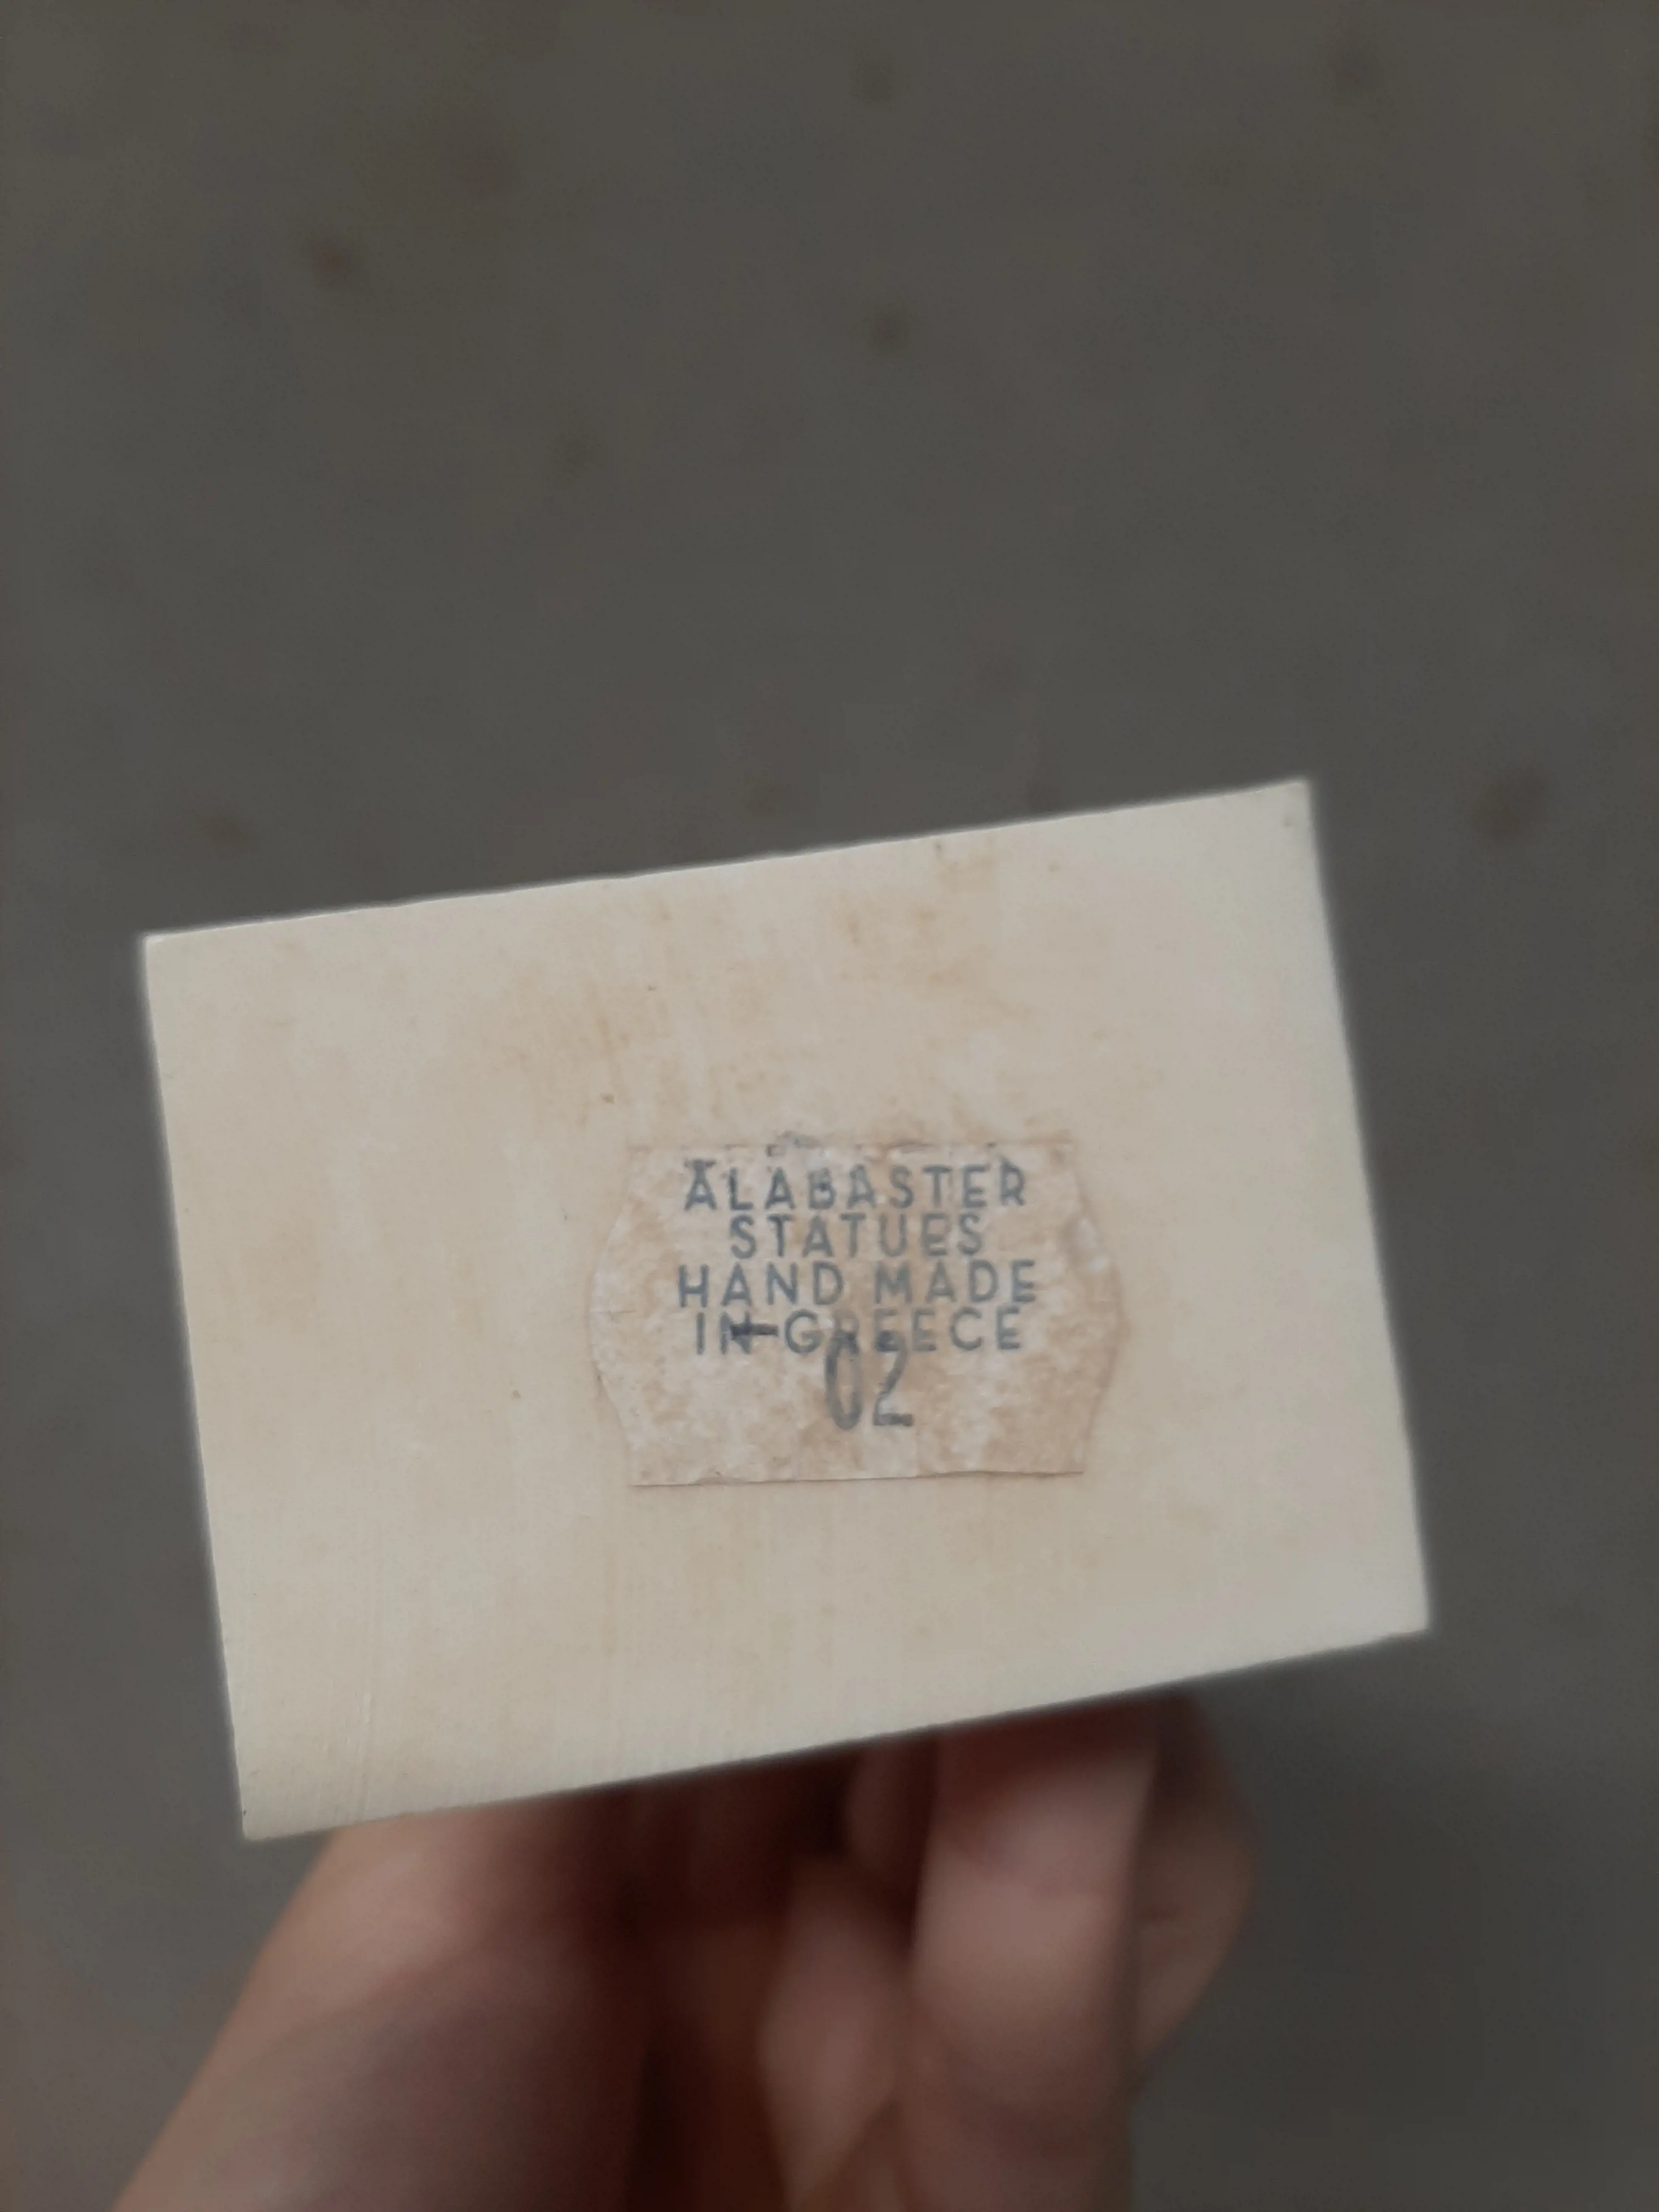 ALABASTER
STATUES
HAND MADE
IN GREECE
02